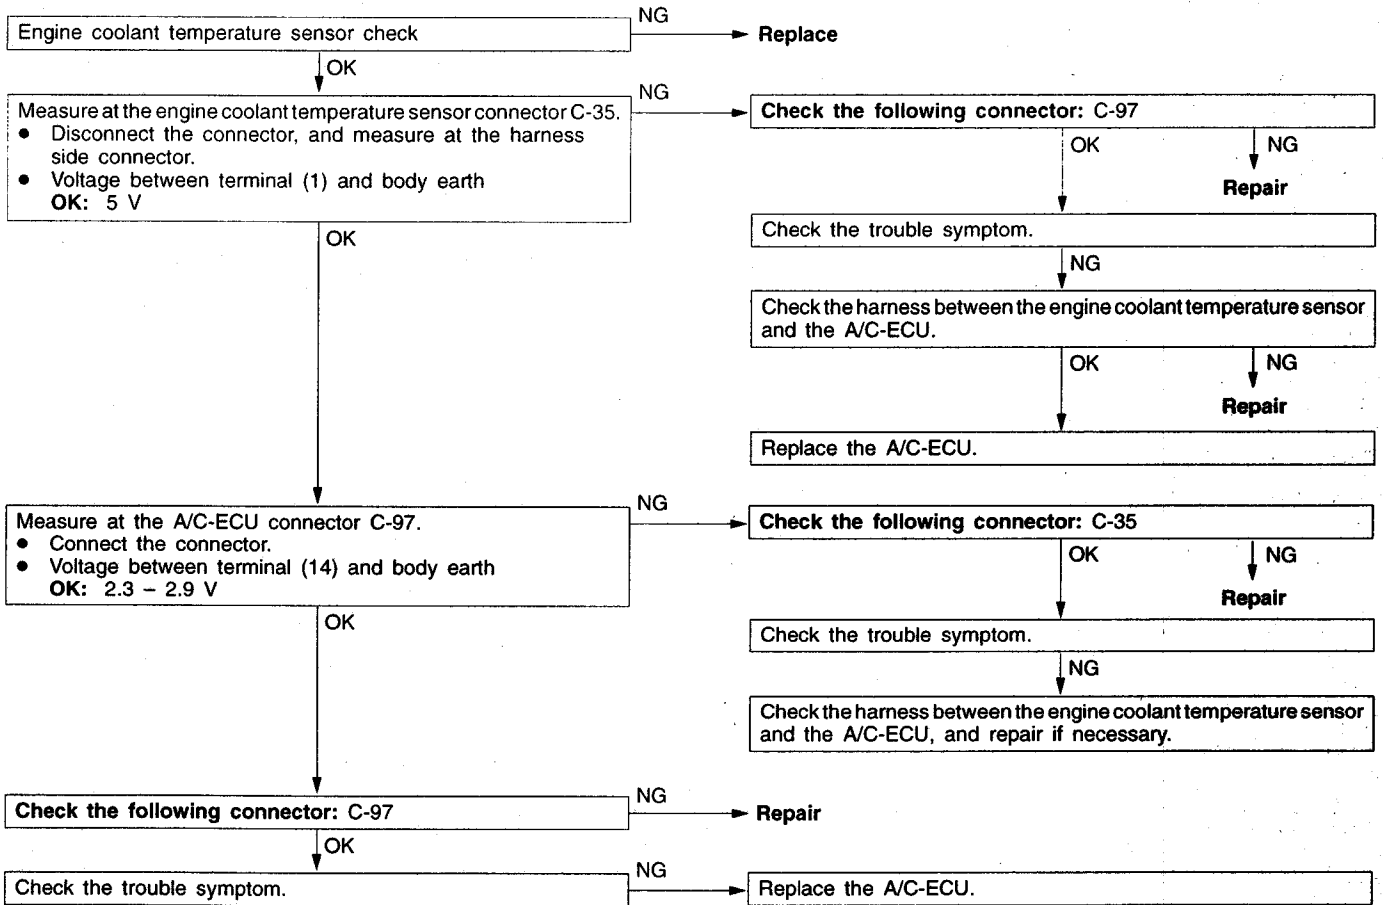 Engine coolant temperature sensor check
NG
Replace
OK
Measure at the engine coolant temperature sensor connector C-35.
● Disconnect the connector, and measure at the harness
side connector.
● Voltage between terminal (1) and body earth
OK: 5 V
NG
Check the following connector: C-97
OK
NG
Repair
Check the trouble symptom.
NG
Check the harness between the engine coolant temperature sensor
and the A/C-ECU.
OK
NG
Repair
Replace the A/C-ECU.
OK
Measure at the A/C-ECU connector C-97.
● Connect the connector.
● Voltage between terminal (14) and body earth
OK: 2.3 – 2.9 V
NG
Check the following connector: C-35
OK
NG
Repair
Check the trouble symptom.
NG
Check the harness between the engine coolant temperature sensor
and the A/C-ECU, and repair if necessary.
OK
Check the following connector: C-97
NG
Repair
OK
Check the trouble symptom.
NG
Replace the A/C-ECU.